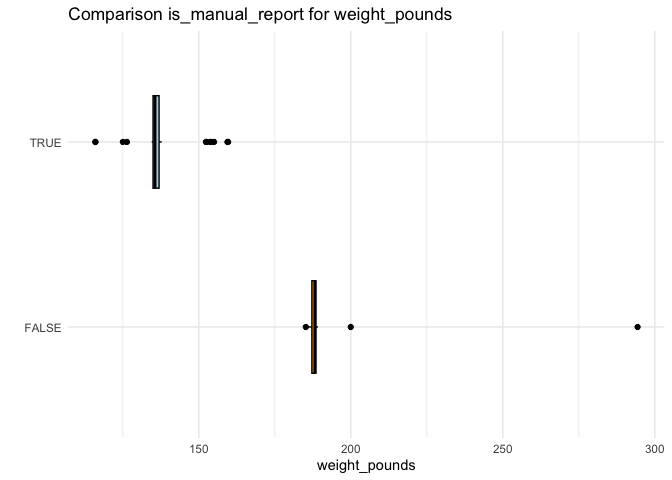 Comparison is_manual_report for weight_pounds
TRUE
FALSE
150 200 250 300
weight_pounds